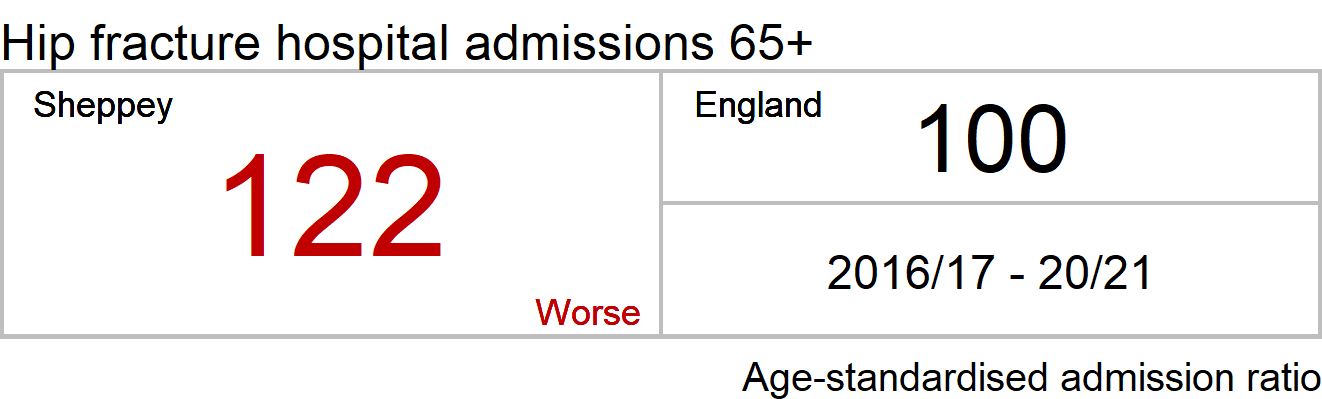 Hip fracture hospital admissions 65+
Sheppey
122
Worse
England
100
2016/17 - 20/21
Age-standardised admission ratio